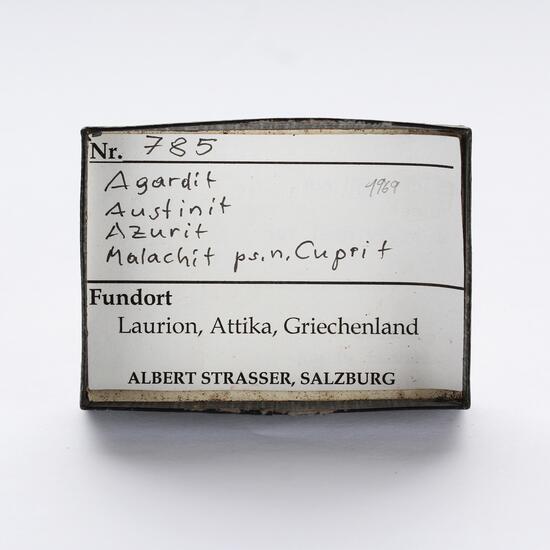 Nr. 785
Agardit 1969
Austinit
Azurit
Malachit ps.n. Cuprit
Fundort
Laurion, Attika, Griechenland
ALBERT STRASSER, SALZBURG